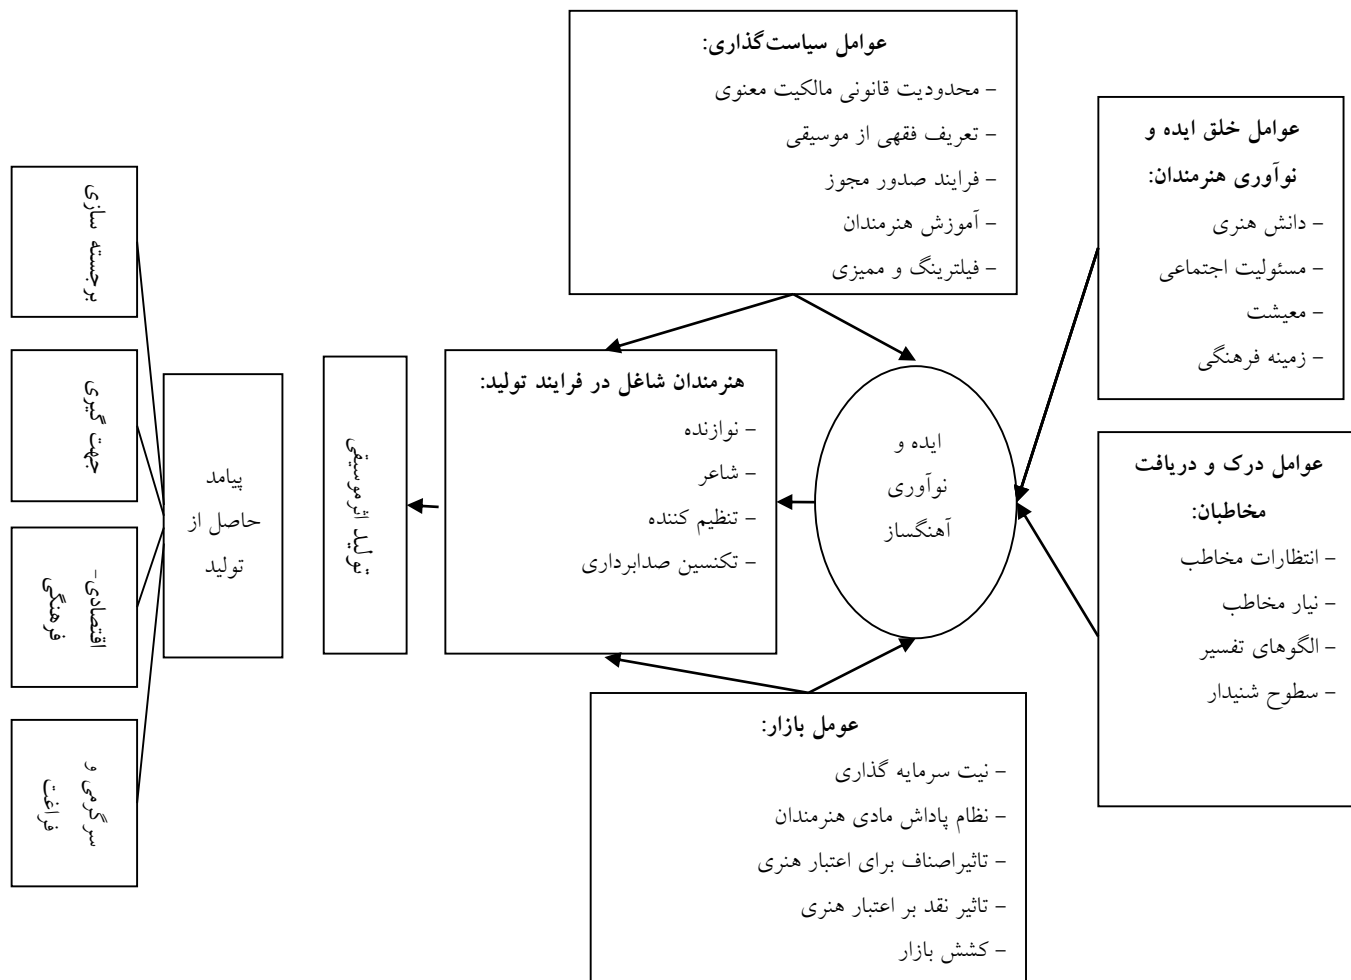 عوامل سیاست‌گذاری:
– محدودیت قانونی مالکیت معنوی
– تعریف فقهی از موسیقی
– فرایند صدور مجوز
– آموزش هنرمندان
– فیلترینگ و ممیزی
عوامل خلق ایده و
نوآوری هنرمندان:
– دانش هنری
– مسئولیت اجتماعی
– معیشت
– زمینه فرهنگی
عوامل درک و دریافت
مخاطبان:
– انتظارات مخاطب
– نیار مخاطب
– الگوهای تفسیر
– سطوح شنیدار
ایده و
نوآوری
آهنگساز
هنرمندان شاغل در فرایند تولید:
– نوازنده
– شاعر
– تنظیم کننده
– تکنسین صدابرداری
عومل بازار:
– نیت سرمایه گذاری
– نظام پاداش مادی هنرمندان
– تاثیراصناف برای اعتبار هنری
– تاثیر نقد بر اعتبار هنری
– کشش بازار
تولید اثرموسیقی
پیامد
حاصل از
تولید
برجسته سازی
جهت گیری
اقتصادی-
فرهنگی
سرگرمی و
فراغت